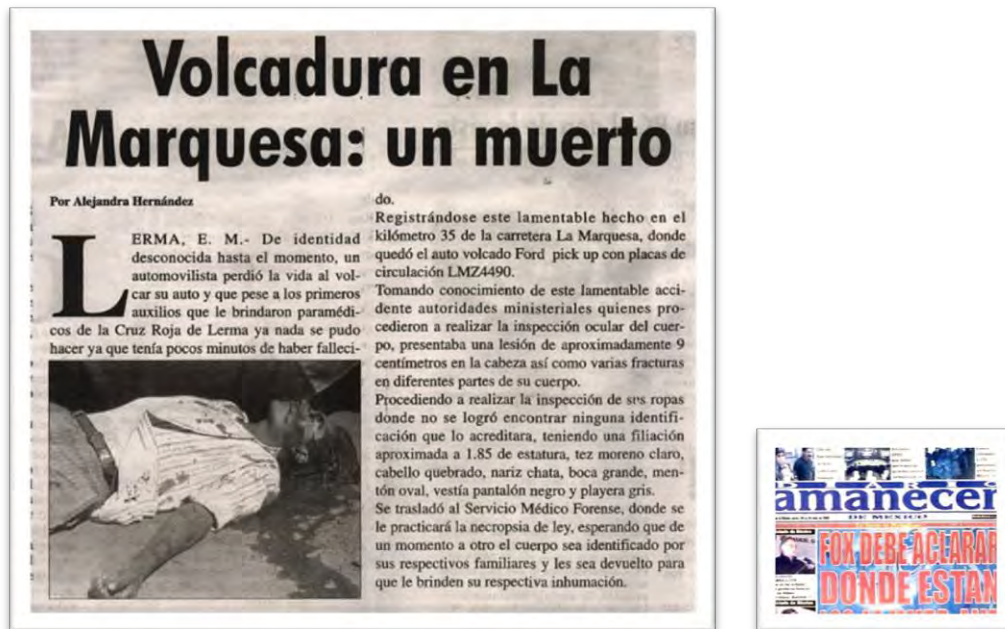 Volcadura en La
Marquesa: un muerto
Por Alejandra Hernández
LERMA, E. M.- De identidad
desconocida hasta el momento, un
automovilista perdió la vida al vol-
car su auto y que pese a los primeros
auxilios que le brindaron paramédi-
cos de la Cruz Roja de Lerma ya nada se pudo
hacer ya que tenía pocos minutos de haber falleci-
do.
Registrándose este lamentable hecho en el
kilómetro 35 de la carretera La Marquesa, donde
quedó el auto volcado Ford pick up con placas de
circulación LMZ4490.
Tomando conocimiento de este lamentable acci-
dente autoridades ministeriales quienes pro-
cedieron a realizar la inspección ocular del cuer-
po, presentaba una lesión de aproximadamente 9
centímetros en la cabeza así como varias fracturas
en diferentes partes de su cuerpo.
Procediendo a realizar la inspección de sus ropas
donde no se logró encontrar ninguna identifi-
cación que lo acreditara, teniendo una filiación
aproximada a 1.85 de estatura, tez moreno claro,
cabello quebrado, nariz chata, boca grande, men-
tón oval, vestía pantalón negro y playera gris.
Se trasladó al Servicio Médico Forense, donde se
le practicará la necropsia de ley, esperando que de
un momento a otro el cuerpo sea identificado por
sus respectivos familiares y les sea devuelto para
que le brinden su respectiva inhumación.
amanecer
DE MEXICO
FOX DEBE ACLARAR
DONDE ESTAN